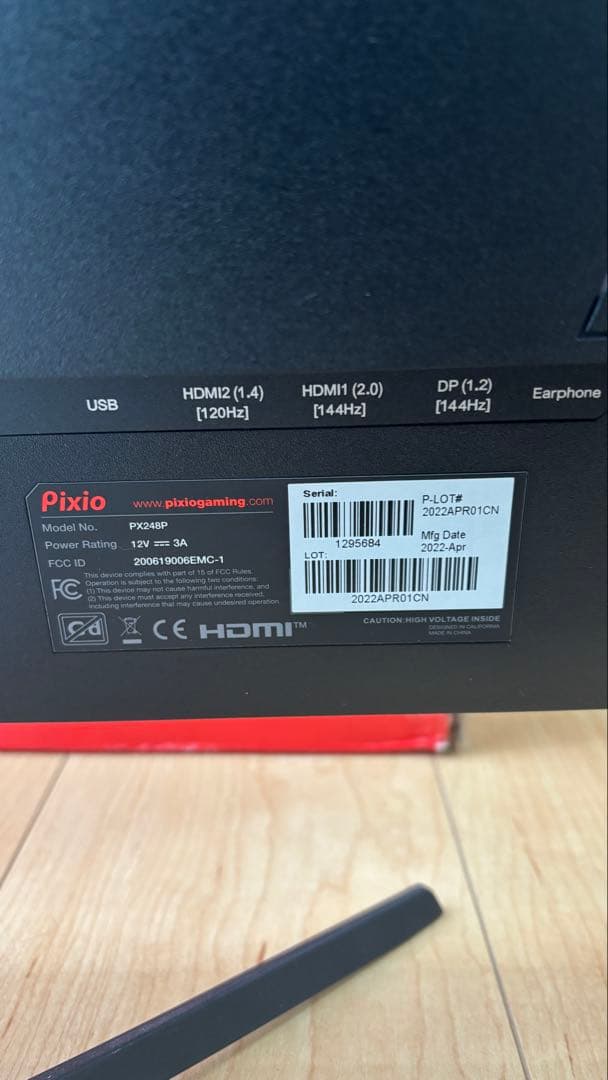 USB
HDMI2 (1.4)
[120Hz]
HDMI1 (2.0)
[144Hz]
DP (1.2)
[144Hz]
Earphone
Pixio
www.pixiogaming.com
Model No. PX248P
Power Rating 12V ⎓ 3A
FCC ID 200619006EMC-1
FC
This device complies with part of 15 of FCC Rules.
Operation is subject to the following two conditions:
(1) This device may not cause harmful interference, and
(2) This device must accept any interference received,
including interference that may cause undesired operation
CE
HDMI™
Serial:
1295684
LOT:
2022APR01CN
P-LOT#
2022APR01CN
Mfg Date
2022-Apr
CAUTION:HIGH VOLTAGE INSIDE
DESIGNED IN CALIFORNIA
MADE IN CHINA